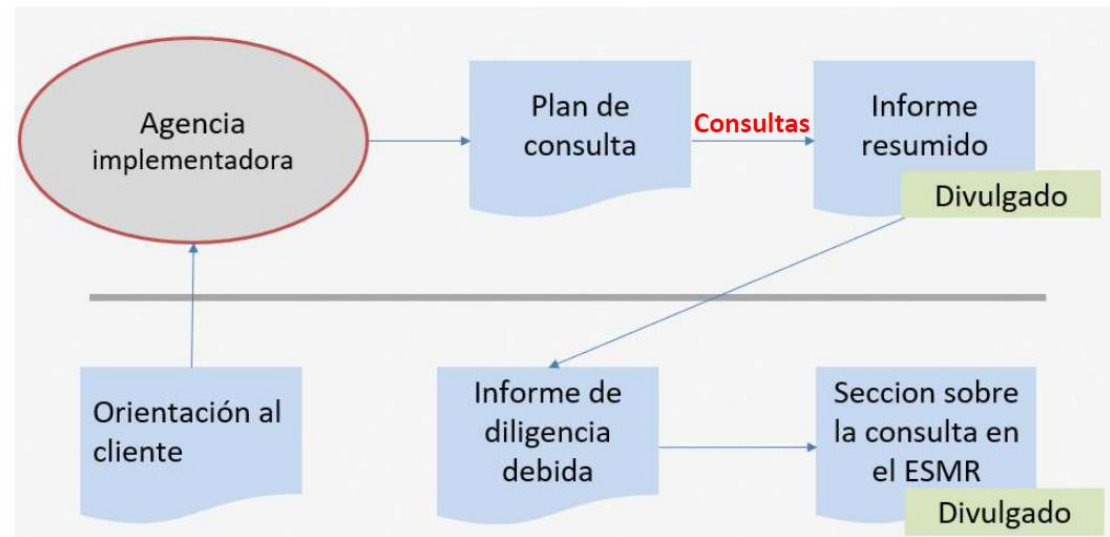 Agencia
implementadora
Plan de
consulta
Consultas
Informe
resumido
Divulgado
Orientación al
cliente
Informe de
diligencia
debida
Seccion sobre
la consulta en
el ESMR
Divulgado